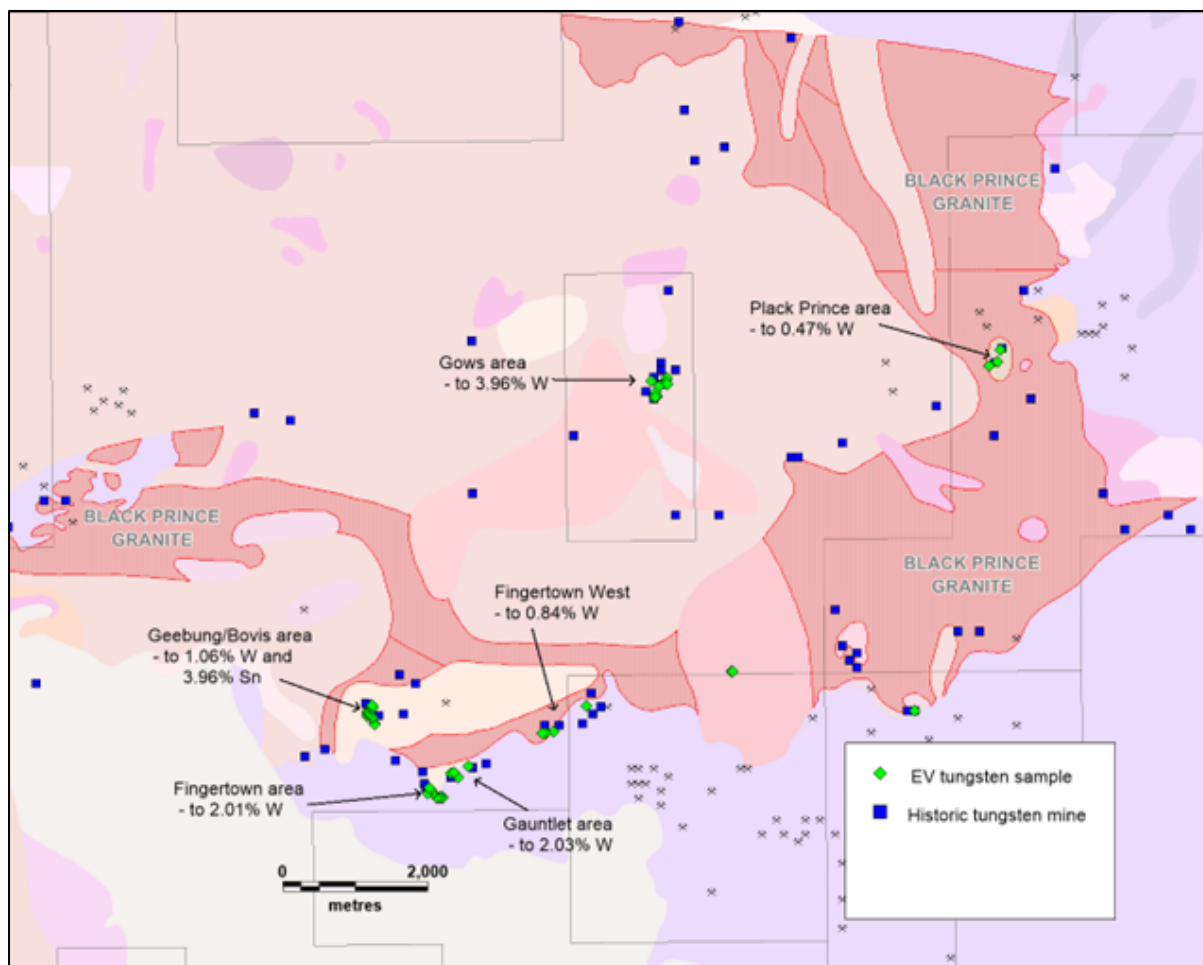 BLACK PRINCE
GRANITE
Plack Prince area
- to 0.47% W
Gows area
- to 3.96% W
BLACK PRINCE
GRANITE
BLACK PRINCE
GRANITE
Fingertown West
- to 0.84% W
Geebung/Bovis area
- to 1.06% W and
3.96% Sn
Fingertown area
- to 2.01% W
Gauntlet area
- to 2.03% W
EV tungsten sample
Historic tungsten mine
0 2,000
metres